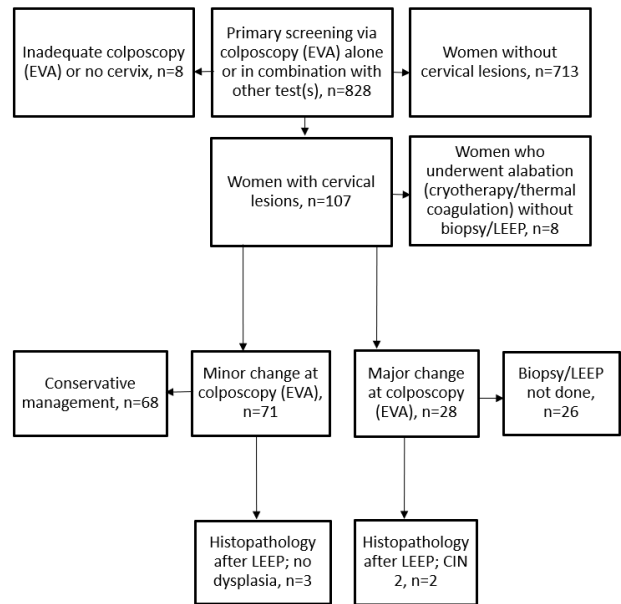 Primary screening via
colposcopy (EVA) alone
or in combination with
other test(s), n=828
Inadequate colposcopy
(EVA) or no cervix, n=8
Women without
cervical lesions, n=713
Women with cervical
lesions, n=107
Women who
underwent alabation
(cryotherapy/thermal
coagulation) without
biopsy/LEEP, n=8
Conservative
management, n=68
Minor change at
colposcopy (EVA),
n=71
Major change
at colposcopy
(EVA), n=28
Biopsy/LEEP
not done,
n=26
Histopathology
after LEEP; no
dysplasia, n=3
Histopathology
after LEEP; CIN
2, n=2